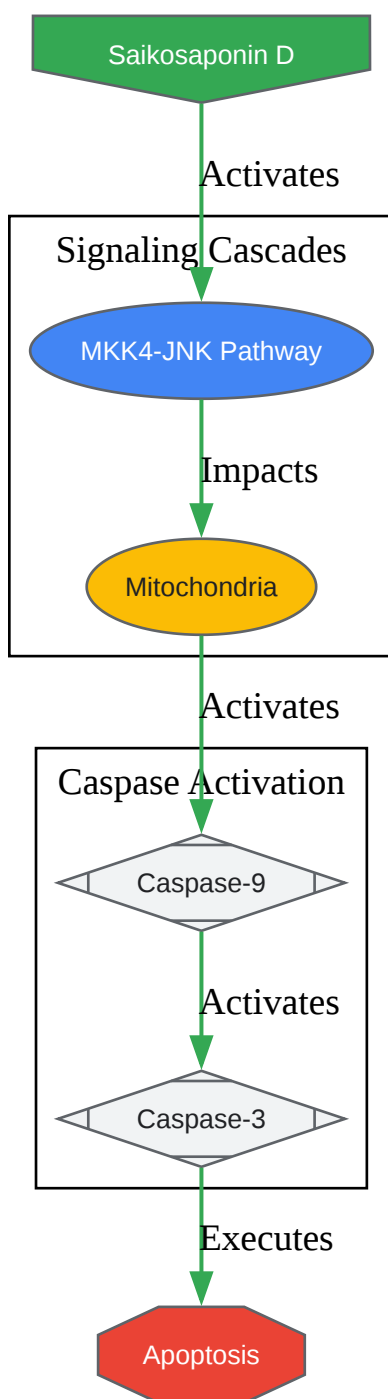 Saikosaponin D
Activates
Signaling Cascades
MKK4-JNK Pathway
Impacts
Mitochondria
Activates
Caspase Activation
Caspase-9
Activates
Caspase-3
Executes
Apoptosis